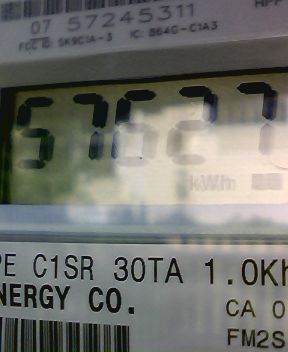 07 57245311
FCC ID: SK9C1A-3 IC: 864G-C1A3
57627
kWh
PE C1SR 30TA 1.0Kh
NERGY CO.
CA 0
FM2S